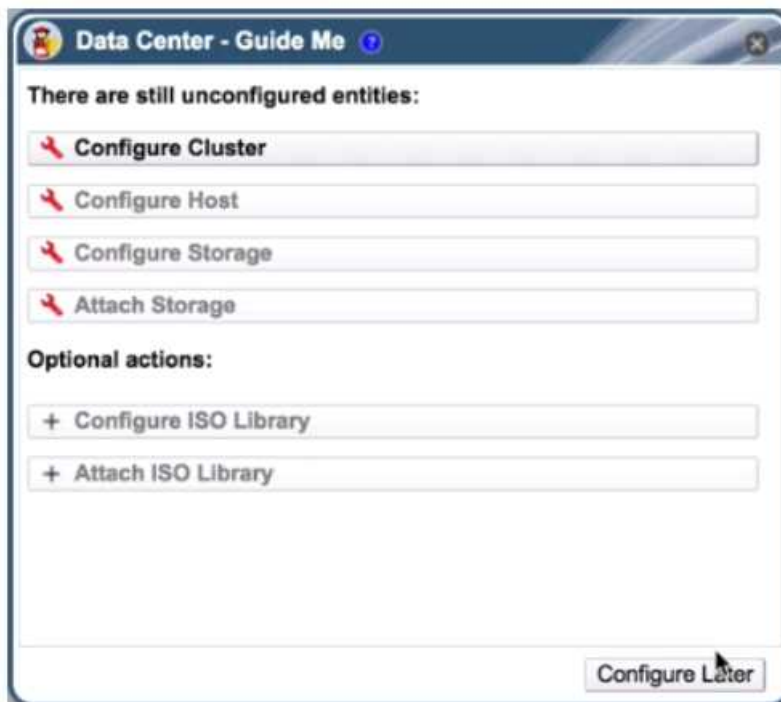 Data Center - Guide Me ?
There are still unconfigured entities:
Configure Cluster
Configure Host
Configure Storage
Attach Storage
Optional actions:
+ Configure ISO Library
+ Attach ISO Library
Configure Later